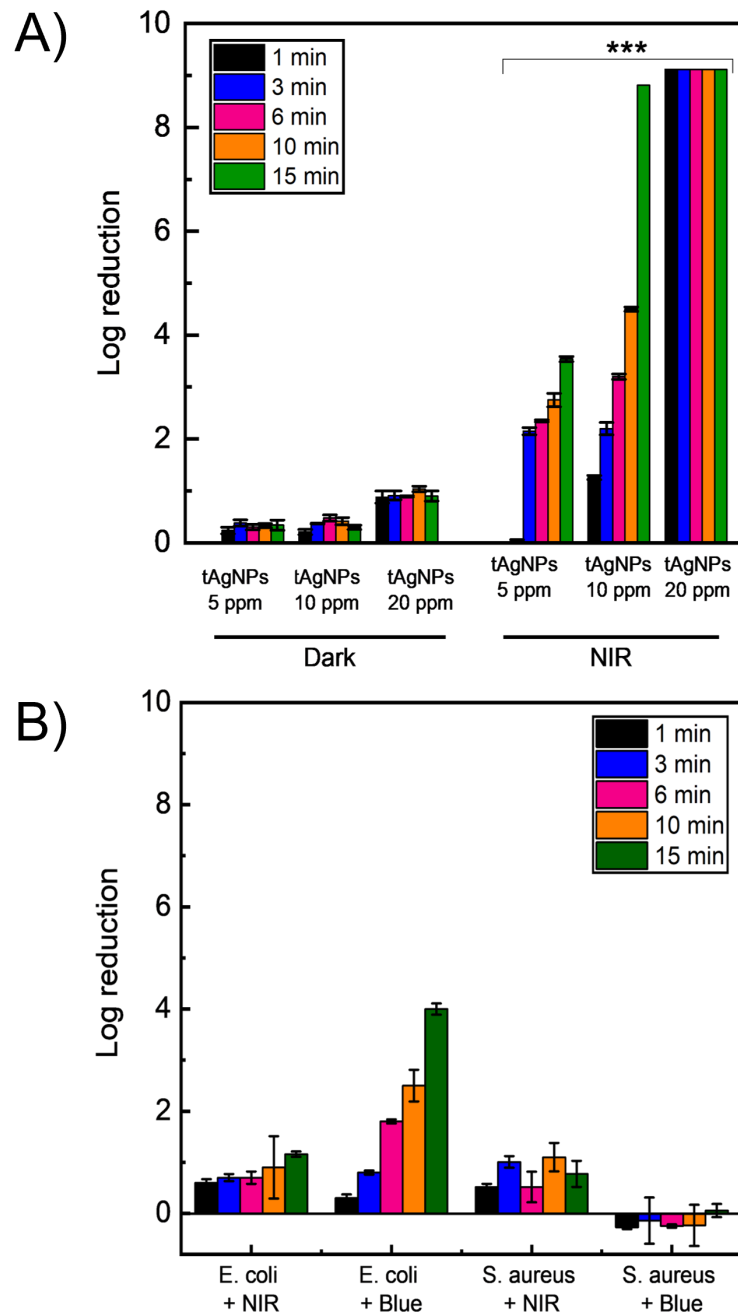 A)
10
8
6
4
2
0
Log reduction
1 min
3 min
6 min
10 min
15 min
***
tAgNPs
5 ppm
tAgNPs
10 ppm
tAgNPs
20 ppm
tAgNPs
5 ppm
tAgNPs
10 ppm
tAgNPs
20 ppm
Dark
NIR
B)
10
8
6
4
2
0
Log reduction
1 min
3 min
6 min
10 min
15 min
E. coli
+ NIR
E. coli
+ Blue
S. aureus
+ NIR
S. aureus
+ Blue